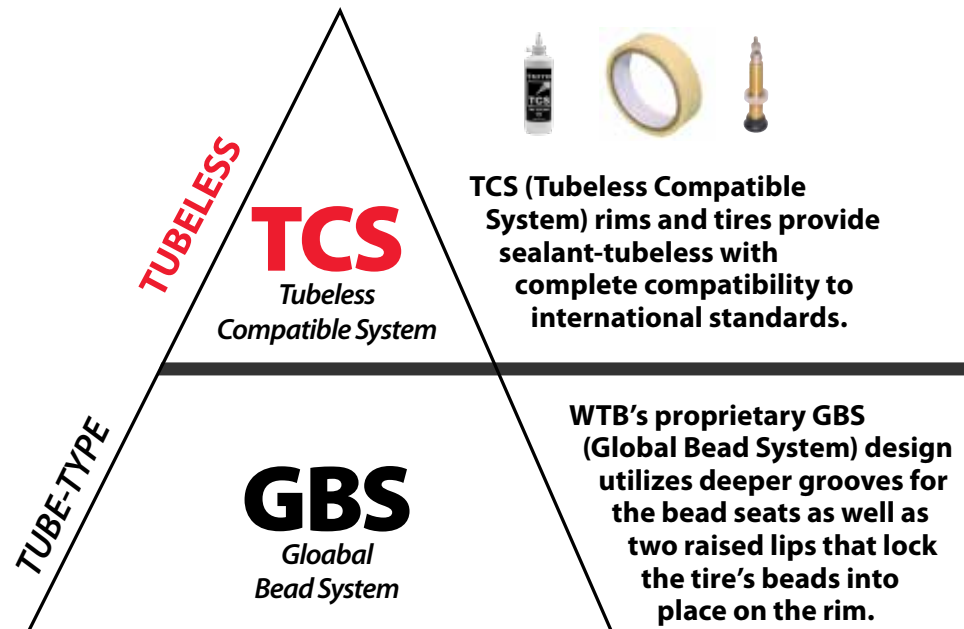 TCS
TUBELESS
TCS
Tubeless
Compatible System
TCS (Tubeless Compatible
System) rims and tires provide
sealant-tubeless with
complete compatibility to
international standards.
TUBE-TYPE
GBS
Gloabal
Bead System
WTB’s proprietary GBS
(Global Bead System) design
utilizes deeper grooves for
the bead seats as well as
two raised lips that lock
the tire’s beads into
place on the rim.